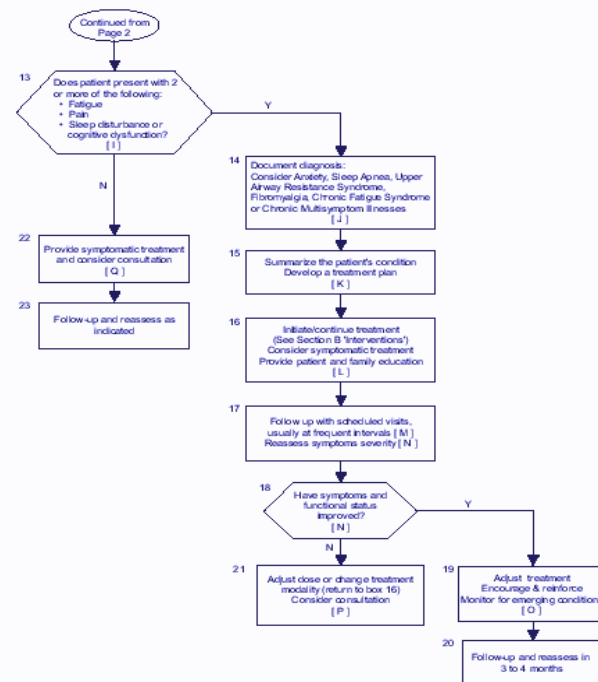 Continued from
Page 2
13
Does patient present with 2
or more of the following:
• Fatigue
• Pain
• Sleep disturbance or
cognitive dysfunction?
[ I ]
Y
N
14
Document diagnosis:
Consider Anxiety, Sleep Apnea, Upper
Airway Resistance Syndrome,
Fibromyalgia, Chronic Fatigue Syndrome
or Chronic Multisymptom Illnesses
[ J ]
22
Provide symptomatic treatment
and consider consultation
[ Q ]
15
Summarize the patient's condition
Develop a treatment plan
[ K ]
23
Follow-up and reassess as
indicated
16
Initiate/continue treatment
(See Section B 'Interventions')
Consider symptomatic treatment
Provide patient and family education
[ L ]
17
Follow up with scheduled visits,
usually at frequent intervals [ M ]
Reassess symptoms severity [ N ]
18
Have symptoms and
functional status
improved?
[ N ]
Y
N
21
Adjust dose or change treatment
modality (return to box 16)
Consider consultation
[ P ]
19
Adjust treatment
Encourage & reinforce
Monitor for emerging condition
[ O ]
20
Follow-up and reassess in
3 to 4 months